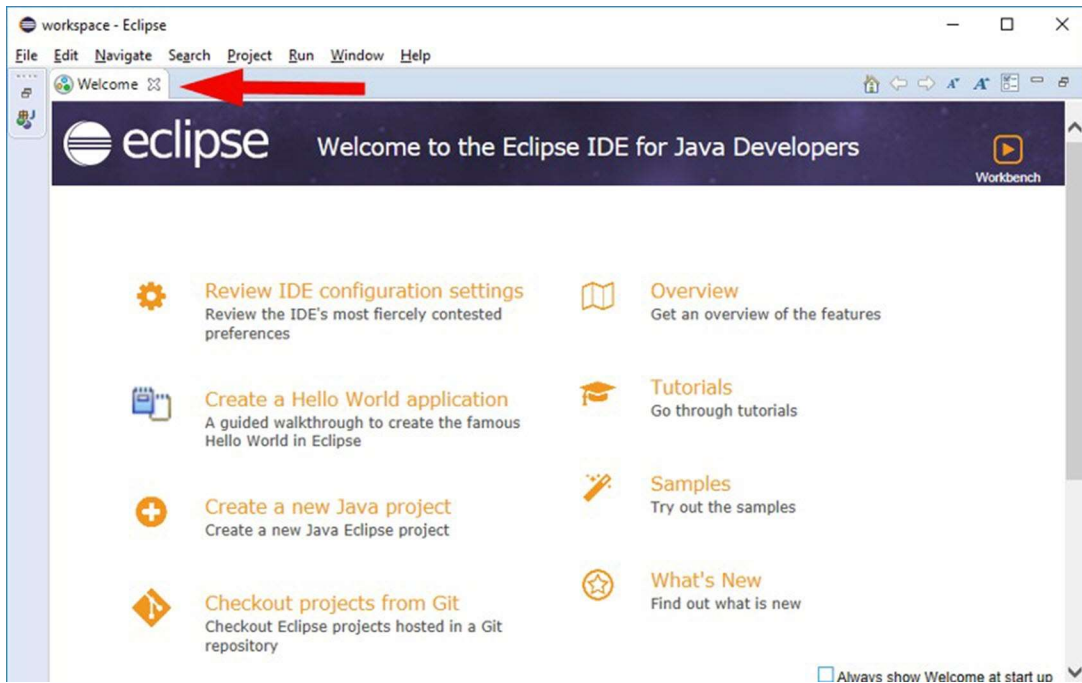 workspace - Eclipse
File Edit Navigate Search Project Run Window Help
Welcome
eclipse
Welcome to the Eclipse IDE for Java Developers
Workbench
Review IDE configuration settings
Review the IDE's most fiercely contested
preferences
Create a Hello World application
A guided walkthrough to create the famous
Hello World in Eclipse
Create a new Java project
Create a new Java Eclipse project
Checkout projects from Git
Checkout Eclipse projects hosted in a Git
repository
Overview
Get an overview of the features
Tutorials
Go through tutorials
Samples
Try out the samples
What's New
Find out what is new
Always show Welcome at start up